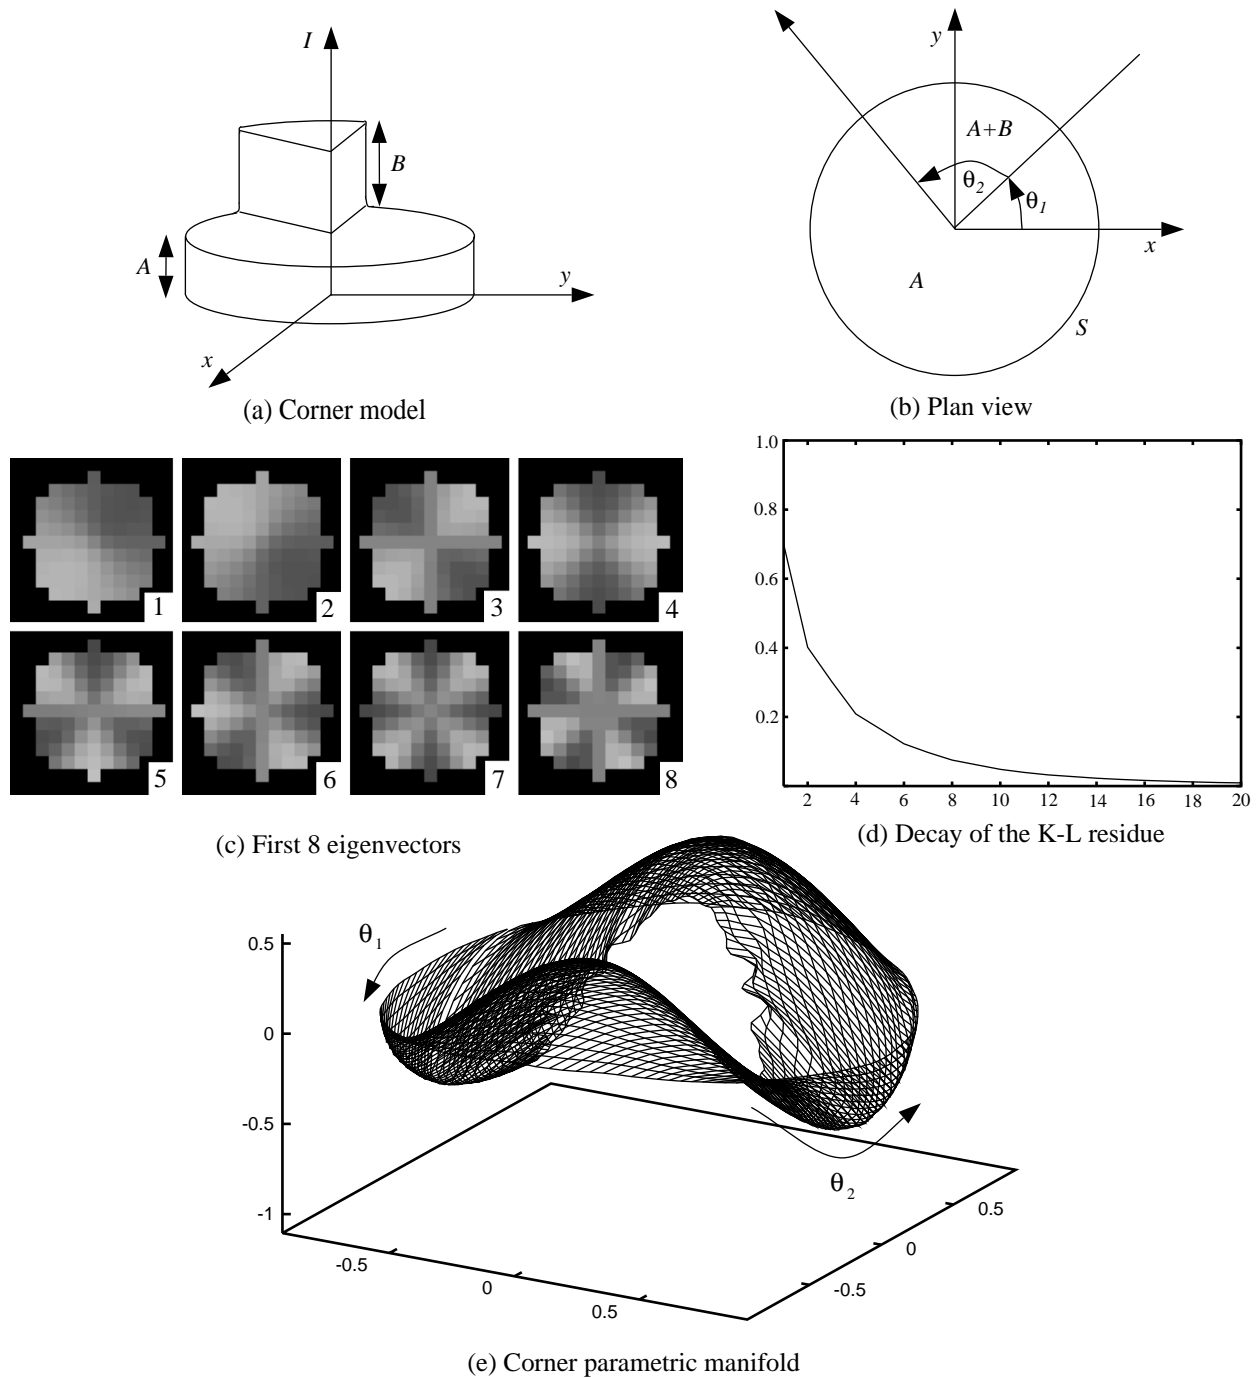 I
B
A
y
x
(a) Corner model
y
A+B
θ2
θ1
x
A
S
(b) Plan view
1 2 3 4
5 6 7 8
(c) First 8 eigenvectors
1.0
0.8
0.6
0.4
0.2
2 4 6 8 10 12 14 16 18 20
(d) Decay of the K-L residue
θ1
0.5
0
-0.5
-1
θ2
-0.5 0 0.5
-0.5 0 0.5
(e) Corner parametric manifold